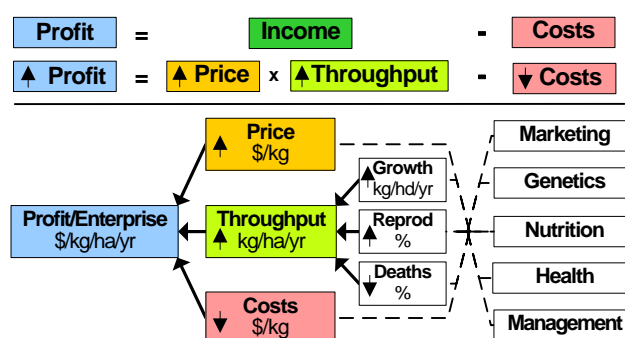 Profit = Income - Costs
Profit = Price x Throughput - Costs
Price
$/kg
Marketing
Growth
kg/hd/yr
Genetics
Profit/Enterprise
$/kg/ha/yr
Throughput
kg/ha/yr
Reprod
%
Nutrition
Deaths
%
Health
Costs
$/kg
Management